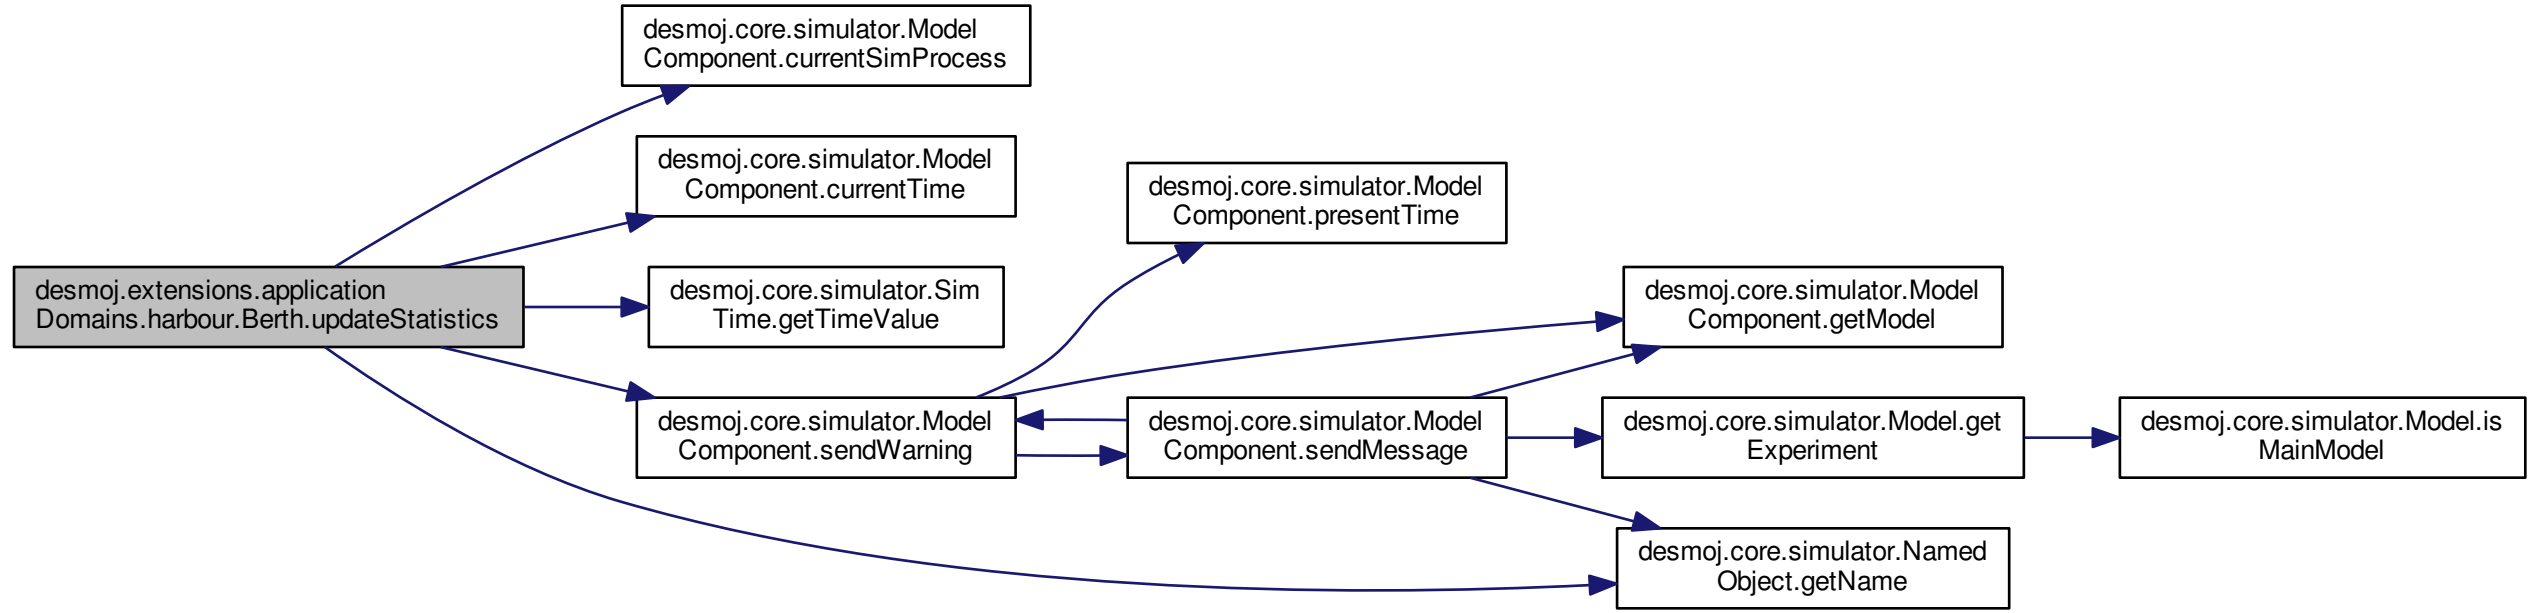 desmoj.core.simulator.Model
Component.currentSimProcess
desmoj.core.simulator.Model
Component.currentTime
desmoj.core.simulator.Model
Component.presentTime
desmoj.extensions.application
Domains.harbour.Berth.updateStatistics
desmoj.core.simulator.Sim
Time.getTimeValue
desmoj.core.simulator.Model
Component.getModel
desmoj.core.simulator.Model
Component.sendWarning
desmoj.core.simulator.Model
Component.sendMessage
desmoj.core.simulator.Model.get
Experiment
desmoj.core.simulator.Model.is
MainModel
desmoj.core.simulator.Named
Object.getName